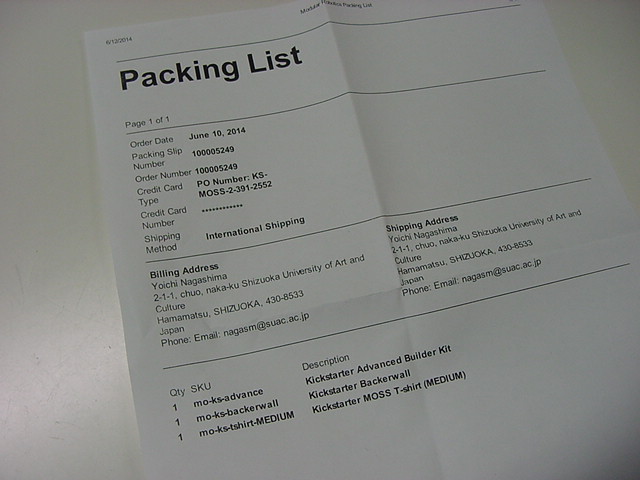 6/12/2014
Modular Robotics Packing List
Packing List
Page 1 of 1
Order Date June 10, 2014
Packing Slip Number 100005249
Order Number 100005249
Credit Card Type PO Number: KS-MOSS-2-391-2552
Credit Card Number ************
Shipping Method International Shipping
Billing Address
Yoichi Nagashima
2-1-1, chuo, naka-ku Shizuoka University of Art and
Culture
Hamamatsu, SHIZUOKA, 430-8533
Japan
Phone: Email: nagasm@suac.ac.jp
Shipping Address
Yoichi Nagashima
2-1-1, chuo, naka-ku Shizuoka University of Art and
Culture
Hamamatsu, SHIZUOKA, 430-8533
Japan
Phone: Email: nagasm@suac.ac.jp
Qty SKU Description
1 mo-ks-advance Kickstarter Advanced Builder Kit
1 mo-ks-backerwall Kickstarter Backerwall
1 mo-ks-tshirt-MEDIUM Kickstarter MOSS T-shirt (MEDIUM)